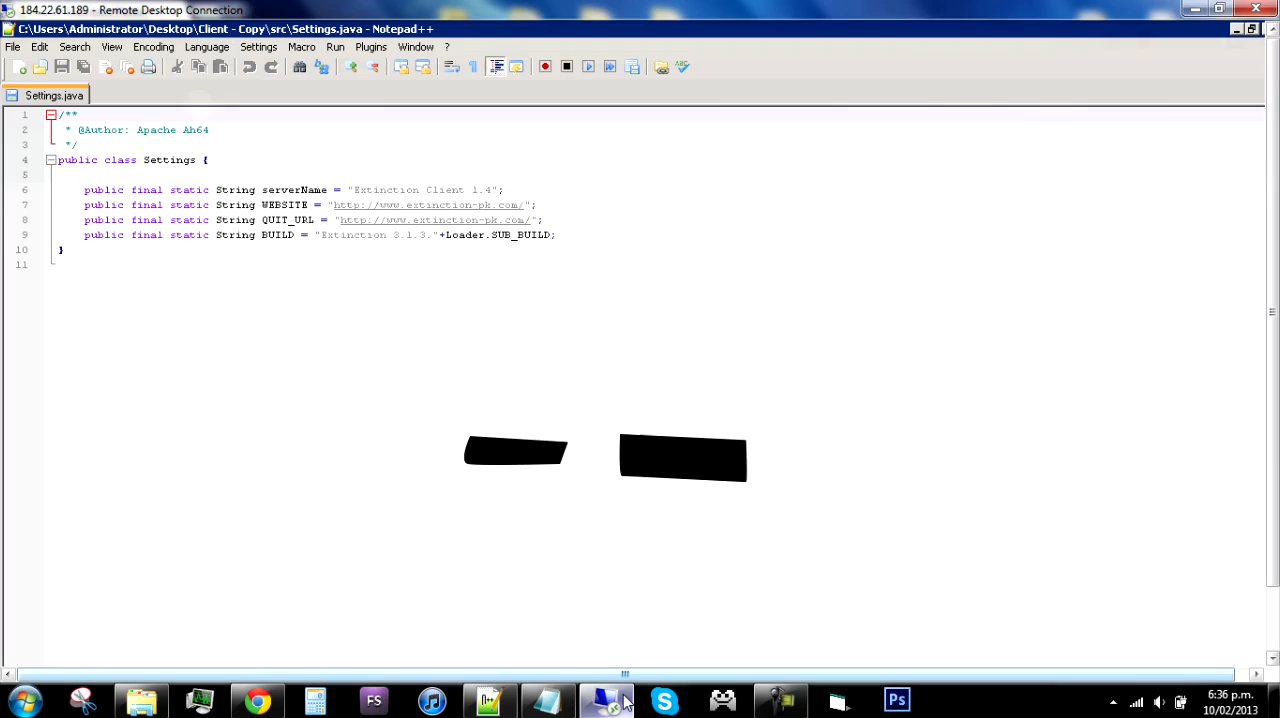 184.22.61.189 - Remote Desktop Connection
C:\Users\Administrator\Desktop\Client - Copy\src\Settings.java - Notepad++
File Edit Search View Encoding Language Settings Macro Run Plugins Window ?
Settings.java
1 /**
2 * @Author: Apache Ah64
3 */
4 public class Settings {
5
6 public final static String serverName = "Extinction Client 1.4";
7 public final static String WEBSITE = "http://www.extinction-pk.com/";
8 public final static String QUIT_URL = "http://www.extinction-pk.com/";
9 public final static String BUILD = "Extinction 3.1.3."+Loader.SUB_BUILD;
10 }
11
FS
N++
S
Ps
6:36 p.m.
10/02/2013